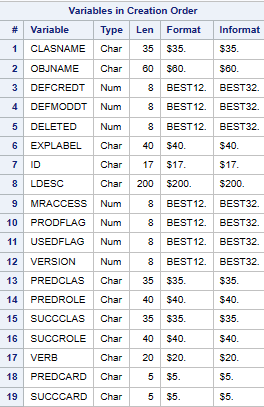 Variables in Creation Order
# Variable Type Len Format Informat
1 CLASNAME Char 35 $35. $35.
2 OBJNAME Char 60 $60. $60.
3 DEFCREDT Num 8 BEST12. BEST32.
4 DEFMODDT Num 8 BEST12. BEST32.
5 DELETED Num 8 BEST12. BEST32.
6 EXPLABEL Char 40 $40. $40.
7 ID Char 17 $17. $17.
8 LDESC Char 200 $200. $200.
9 MRACCESS Num 8 BEST12. BEST32.
10 PRODFLAG Num 8 BEST12. BEST32.
11 USEDFLAG Num 8 BEST12. BEST32.
12 VERSION Num 8 BEST12. BEST32.
13 PREDCLAS Char 35 $35. $35.
14 PREDROLE Char 40 $40. $40.
15 SUCCCLAS Char 35 $35. $35.
16 SUCCROLE Char 40 $40. $40.
17 VERB Char 20 $20. $20.
18 PREDCARD Char 5 $5. $5.
19 SUCCCARD Char 5 $5. $5.